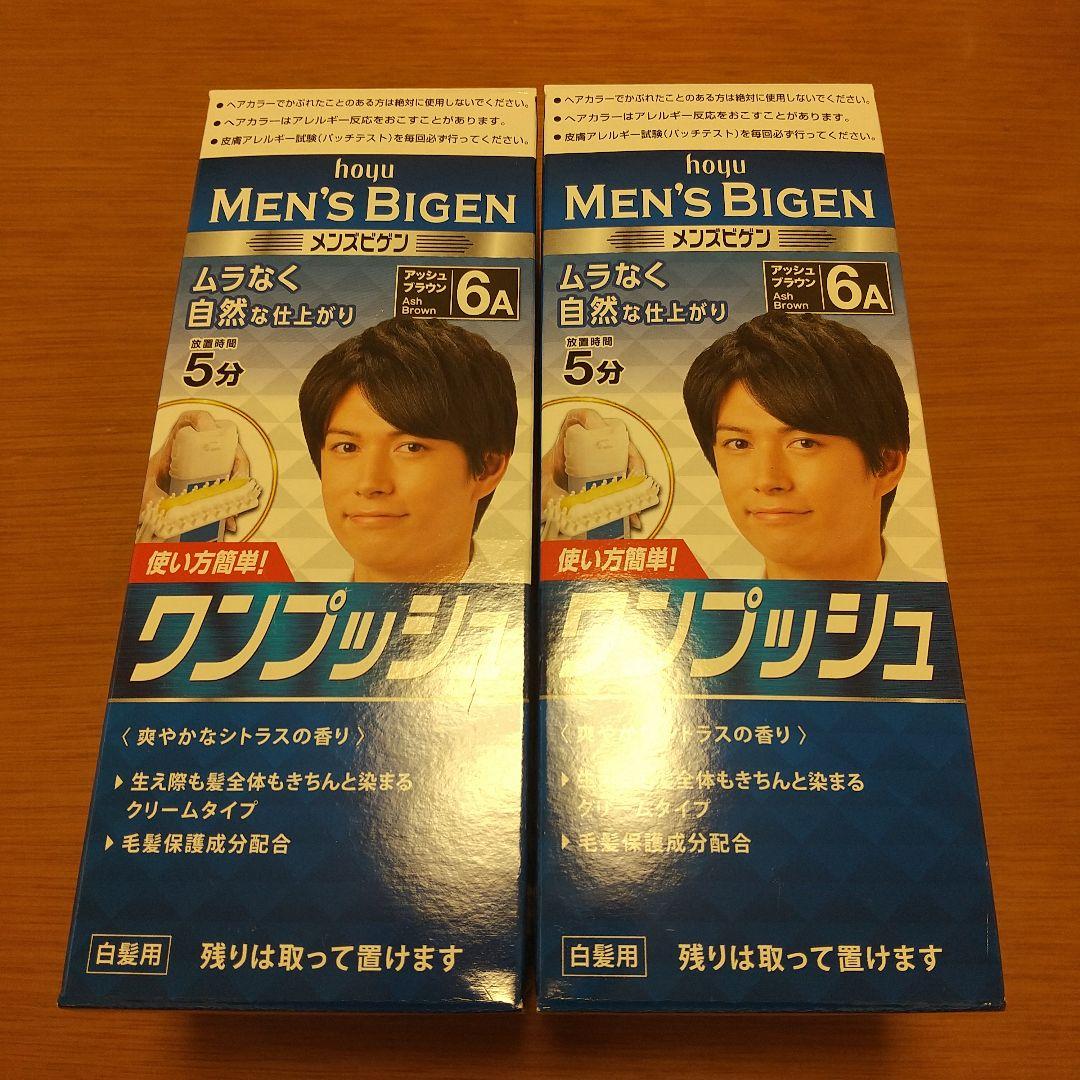 ●ヘアカラーでかぶれたことのある方は絶対に使用しないでください。
●ヘアカラーはアレルギー反応をおこすことがあります。
●皮膚アレルギー試験(パッチテスト)を毎回必ず行ってください。
hoyu
MEN'S BIGEN
メンズビゲン
ムラなく
自然な仕上がり
アッシュ
ブラウン
Ash
Brown
6A
放置時間
5分
使い方簡単!
ワンプッシュ
〈 爽やかなシトラスの香り 〉
▶生え際も髪全体もきちんと染まる
クリームタイプ
▶毛髪保護成分配合
白髪用
残りは取って置けます
●ヘアカラーでかぶれたことのある方は絶対に使用しないでください。
●ヘアカラーはアレルギー反応をおこすことがあります。
●皮膚アレルギー試験(パッチテスト)を毎回必ず行ってください。
hoyu
MEN'S BIGEN
メンズビゲン
ムラなく
自然な仕上がり
アッシュ
ブラウン
Ash
Brown
6A
放置時間
5分
使い方簡単!
ワンプッシュ
〈 爽やかなシトラスの香り 〉
▶生え際も髪全体もきちんと染まる
クリームタイプ
▶毛髪保護成分配合
白髪用
残りは取って置けます